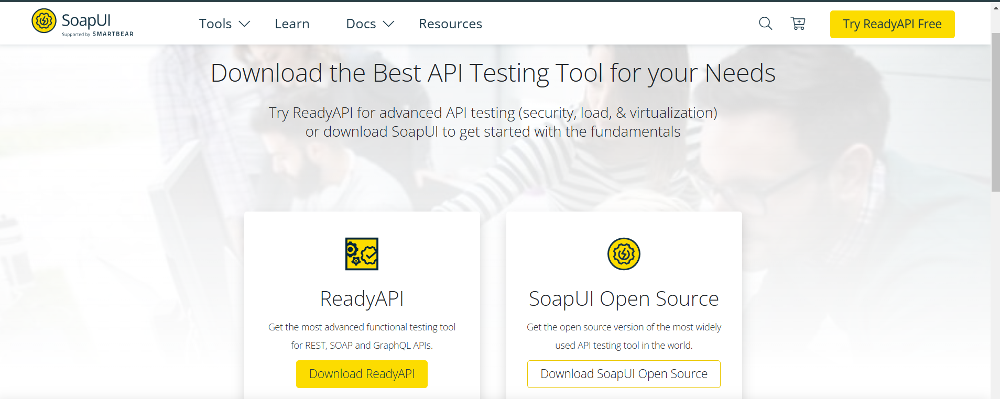 SoapUI
Supported by SMARTBEAR
Tools
Learn
Docs
Resources
Try ReadyAPI Free
Download the Best API Testing Tool for your Needs
Try ReadyAPI for advanced API testing (security, load, & virtualization)
or download SoapUI to get started with the fundamentals
ReadyAPI
Get the most advanced functional testing tool
for REST, SOAP and GraphQL APIs.
Download ReadyAPI
SoapUI Open Source
Get the open source version of the most widely
used API testing tool in the world.
Download SoapUI Open Source